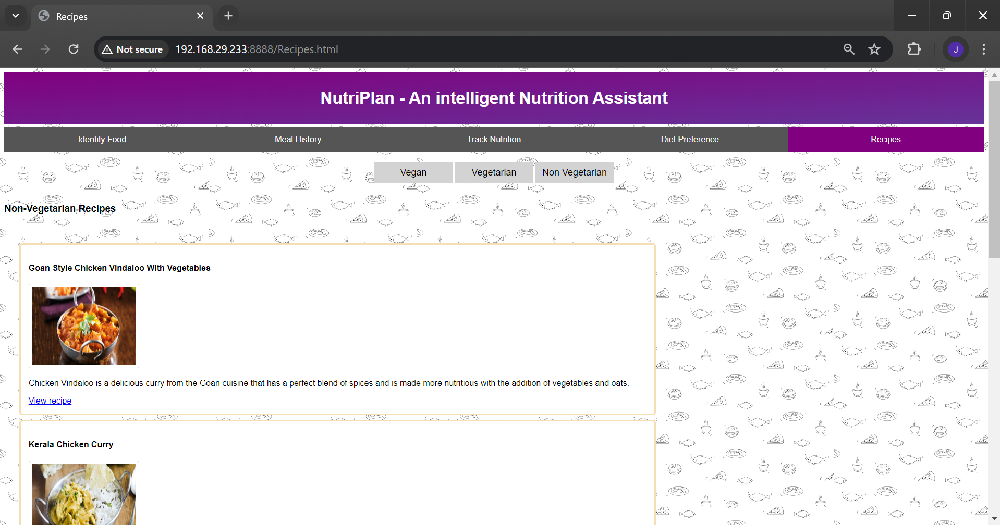 Recipes
Not secure
192.168.29.233:8888/Recipes.html
J
NutriPlan - An intelligent Nutrition Assistant
Identify Food
Meal History
Track Nutrition
Diet Preference
Recipes
Vegan
Vegetarian
Non Vegetarian
Non-Vegetarian Recipes
Goan Style Chicken Vindaloo With Vegetables
Chicken Vindaloo is a delicious curry from the Goan cuisine that has a perfect blend of spices and is made more nutritious with the addition of vegetables and oats.
View recipe
Kerala Chicken Curry